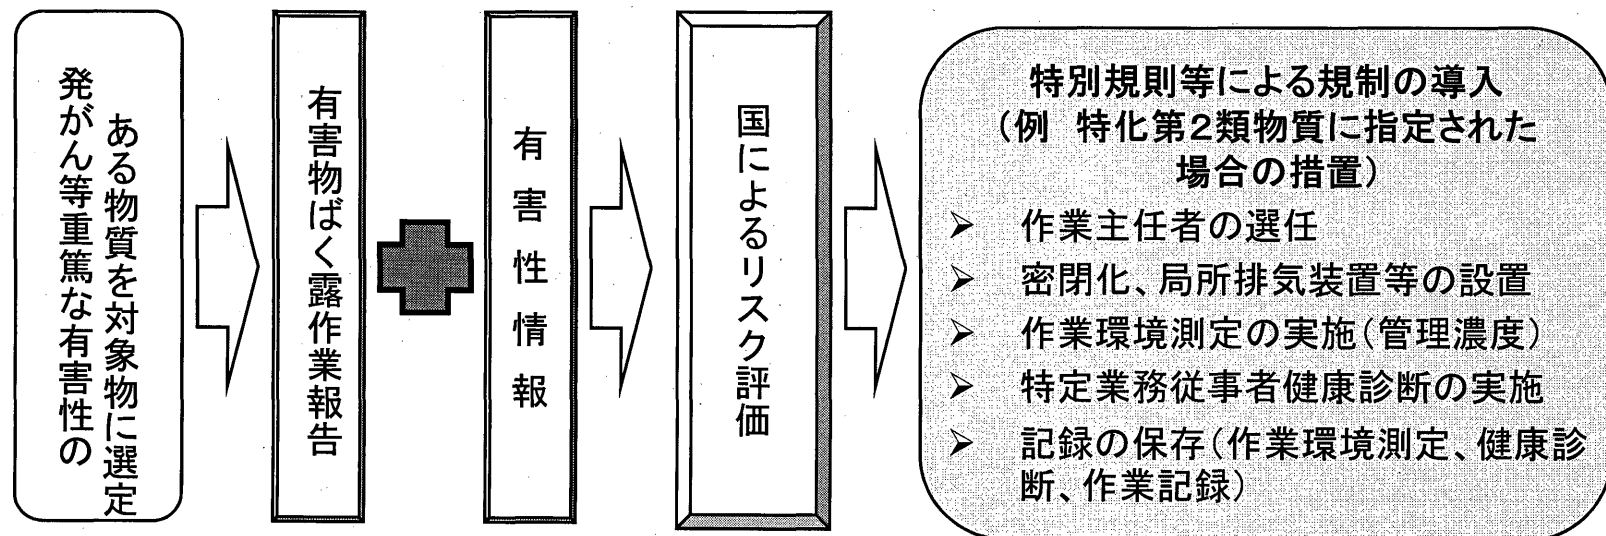 発がん等重篤な有害性の
ある物質を対象物に選定
有害物ばく露作業報告
有害性情報
国によるリスク評価
特別規則等による規制の導入
(例 特化第2類物質に指定された
場合の措置)
➢ 作業主任者の選任
➢ 密閉化、局所排気装置等の設置
➢ 作業環境測定の実施(管理濃度)
➢ 特定業務従事者健康診断の実施
➢ 記録の保存(作業環境測定、健康診
断、作業記録)